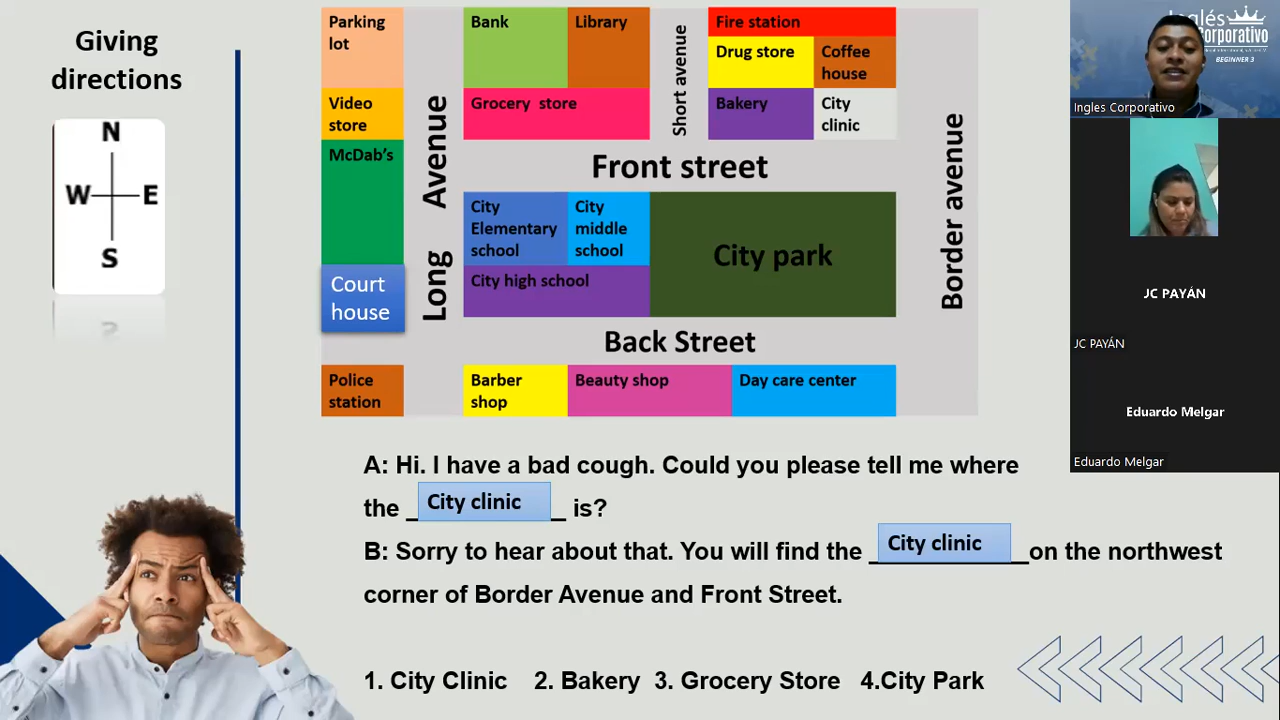 Giving
directions
N
W E
S
Parking
lot
Video
store
McDab's
Court
house
Police
station
Long Avenue
Bank
Library
Grocery store
Short avenue
Fire station
Drug store
Coffee
house
Bakery
City
clinic
Front street
City
Elementary
school
City
middle
school
City high school
City park
Border avenue
Back Street
Barber
shop
Beauty shop
Day care center
A: Hi. I have a bad cough. Could you please tell me where
the _City clinic_ is?
B: Sorry to hear about that. You will find the _City clinic_on the northwest
corner of Border Avenue and Front Street.
1. City Clinic 2. Bakery 3. Grocery Store 4.City Park
Inglés
Corporativo
BEGINNER 3
Ingles Corporativo
JC PAYÁN
JC PAYÁN
Eduardo Melgar
Eduardo Melgar